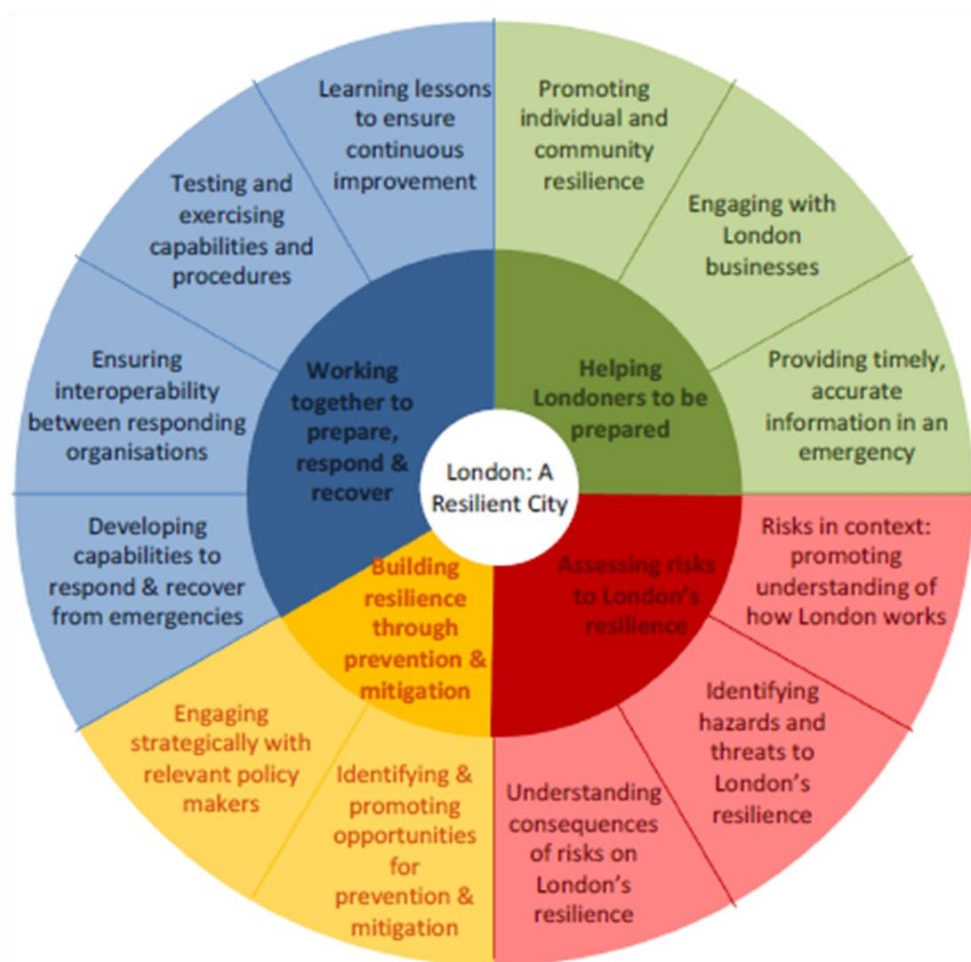 London: A
Resilient City
Helping
Londoners to be
prepared
Promoting
individual and
community
resilience
Engaging with
London
businesses
Providing timely,
accurate
information in an
emergency
Assessing risks
to London's
resilience
Risks in context:
promoting
understanding of
how London works
Identifying
hazards and
threats to
London's
resilience
Understanding
consequences
of risks on
London's
resilience
Building
resilience
through
prevention &
mitigation
Identifying &
promoting
opportunities
for
prevention &
mitigation
Engaging
strategically with
relevant policy
makers
Working
together to
prepare,
respond &
recover
Developing
capabilities to
respond & recover
from emergencies
Ensuring
interoperability
between responding
organisations
Testing and
exercising
capabilities and
procedures
Learning lessons
to ensure
continuous
improvement